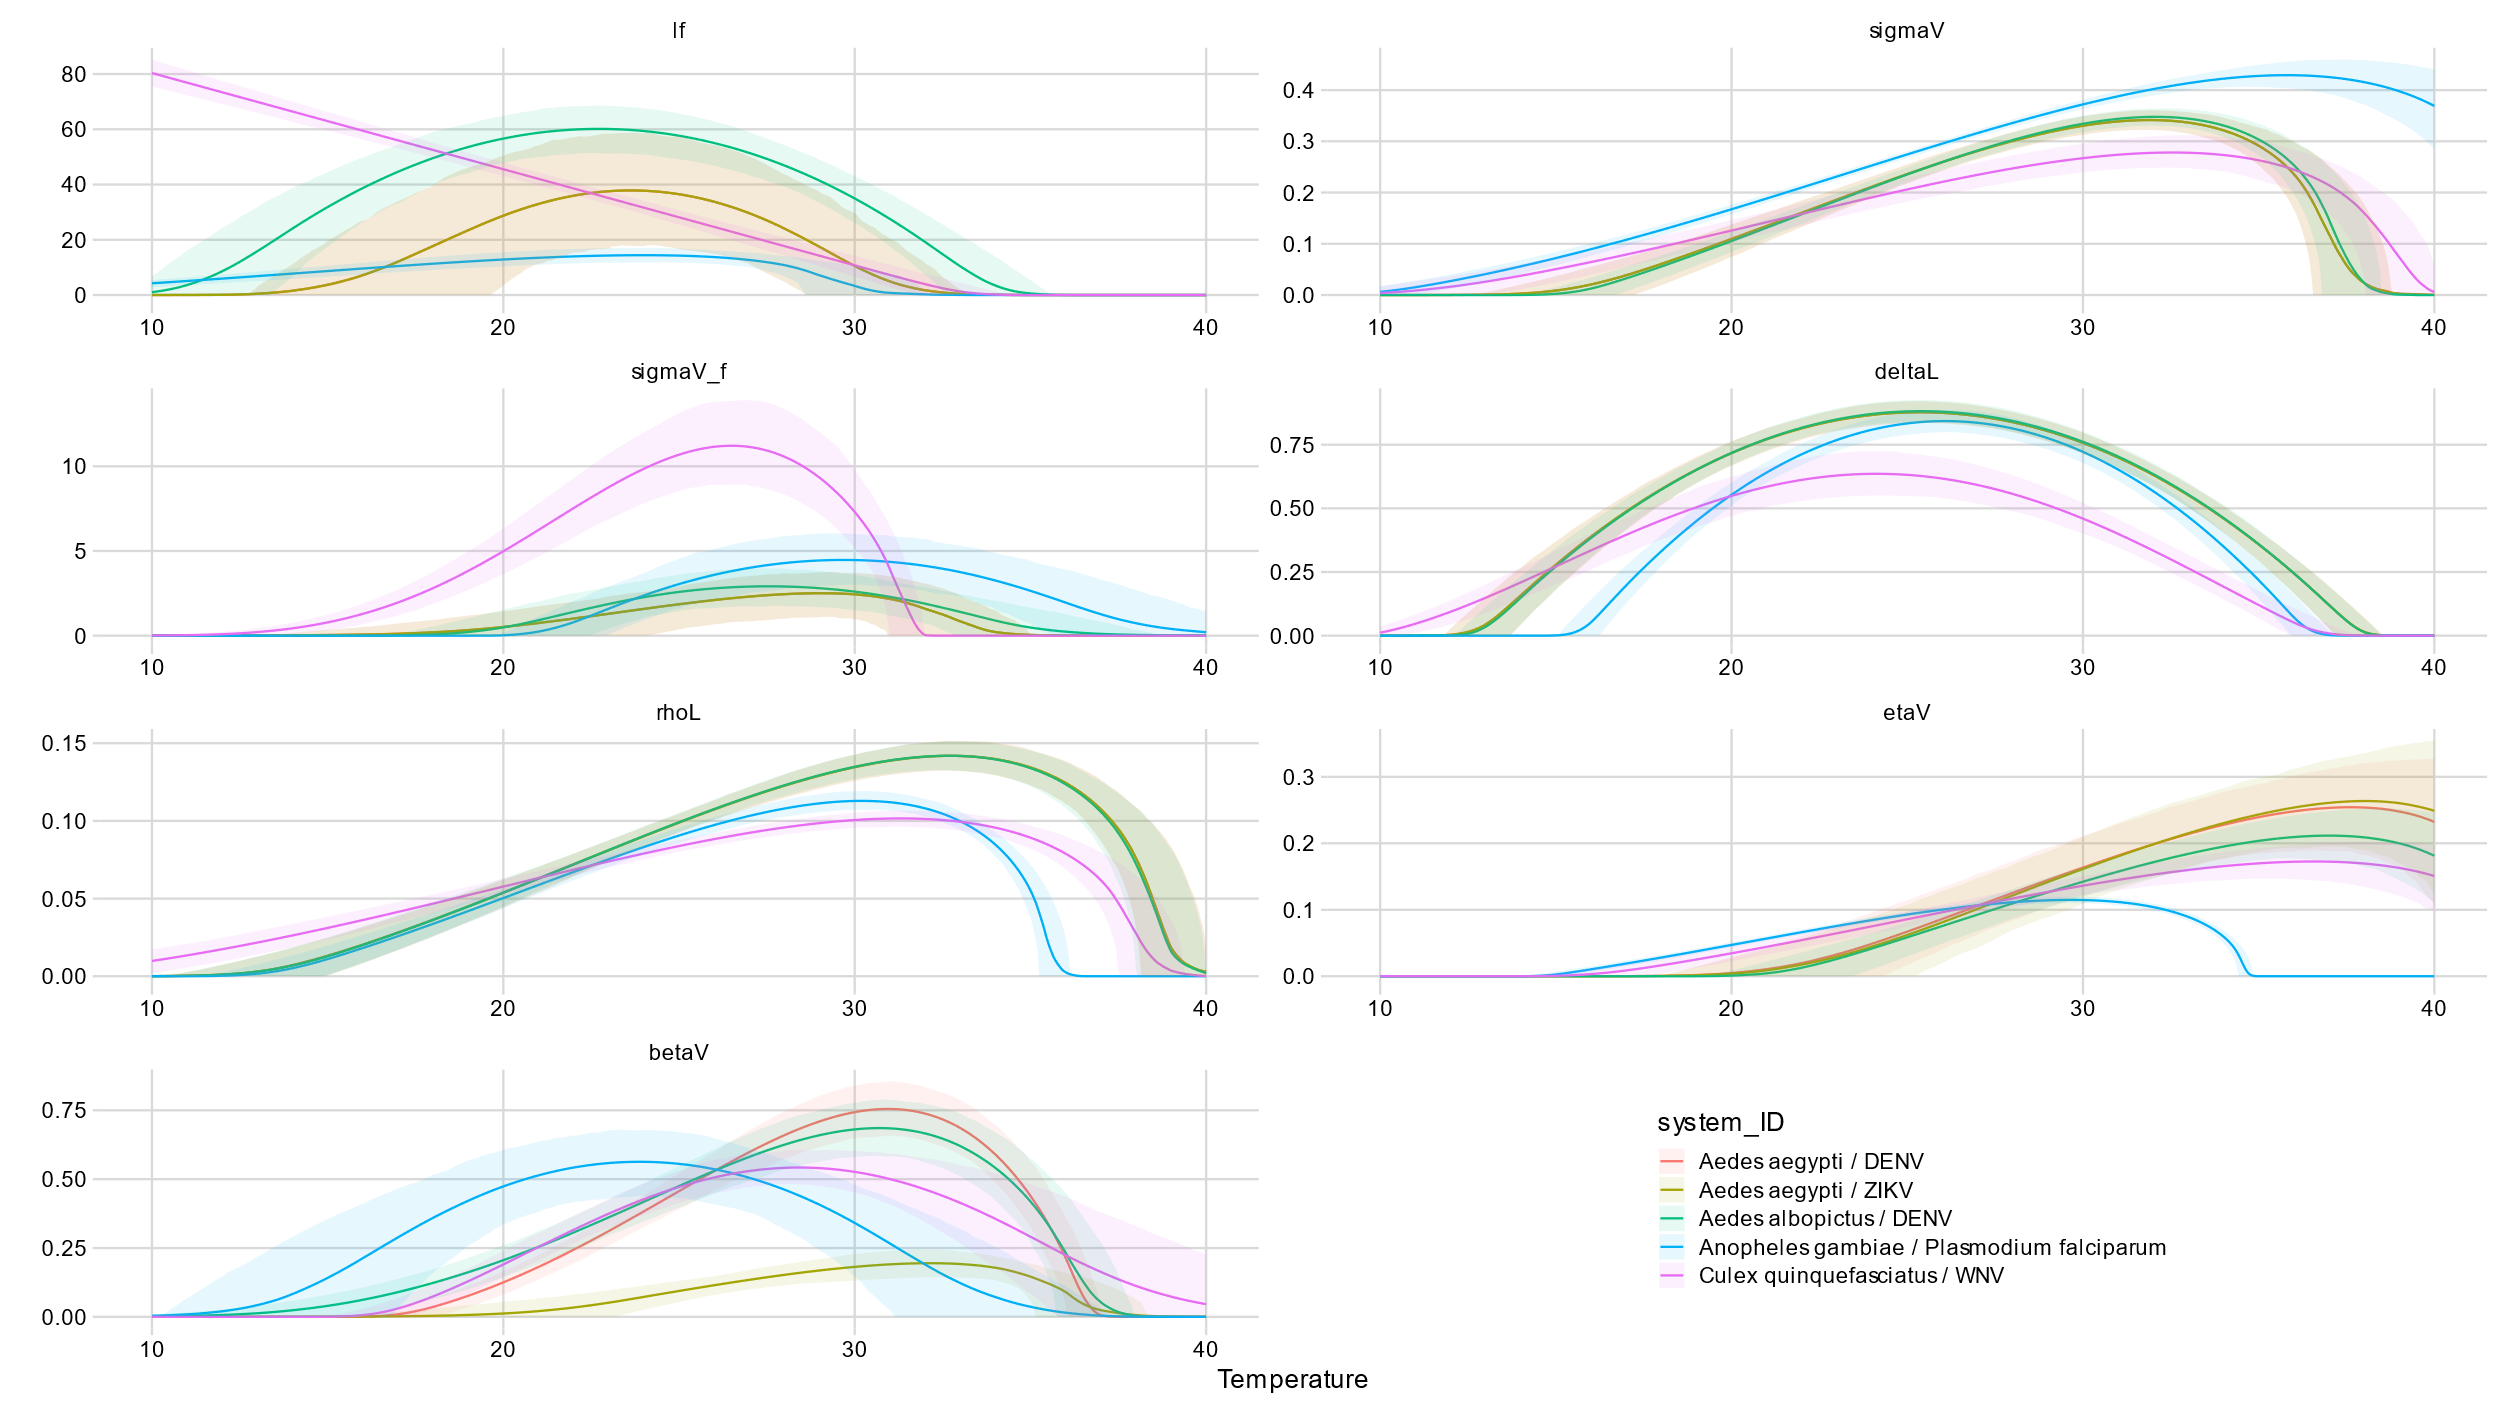 lf
sigmaV
80
60
40
20
0
10 20 30 40
0.4
0.3
0.2
0.1
0.0
10 20 30 40
sigmaV_f
deltaL
10
5
0
10 20 30 40
0.75
0.50
0.25
0.00
10 20 30 40
rhoL
etaV
0.15
0.10
0.05
0.00
10 20 30 40
0.3
0.2
0.1
0.0
10 20 30 40
betaV
0.75
0.50
0.25
0.00
10 20 30 40
Temperature
system_ID
Aedes aegypti / DENV
Aedes aegypti / ZIKV
Aedes albopictus / DENV
Anopheles gambiae / Plasmodium falciparum
Culex quinquefasciatus / WNV